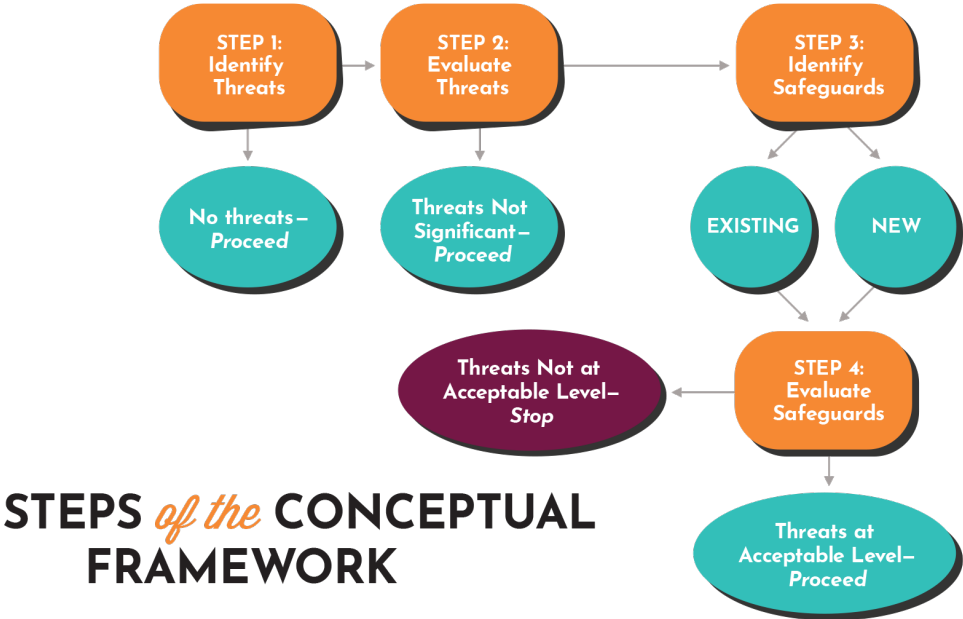 STEP 1:
Identify
Threats
STEP 2:
Evaluate
Threats
STEP 3:
Identify
Safeguards
No threats—
Proceed
Threats Not
Significant—
Proceed
EXISTING
NEW
Threats Not at
Acceptable Level—
Stop
STEP 4:
Evaluate
Safeguards
STEPS of the CONCEPTUAL
FRAMEWORK
Threats at
Acceptable Level—
Proceed